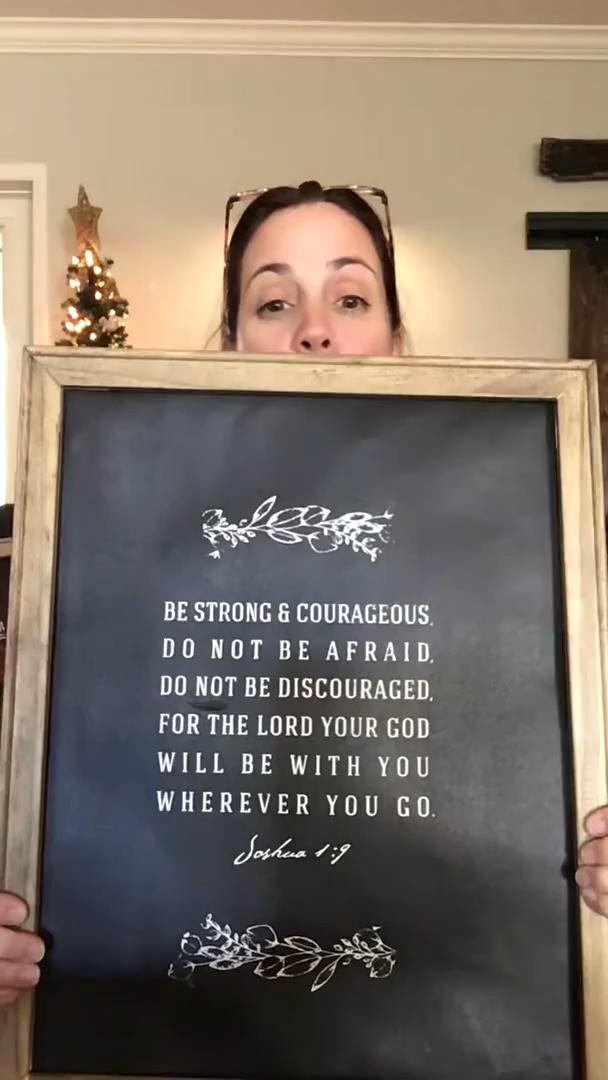 BE STRONG & COURAGEOUS,
DO NOT BE AFRAID,
DO NOT BE DISCOURAGED,
FOR THE LORD YOUR GOD
WILL BE WITH YOU
WHEREVER YOU GO.
Joshua 1:9